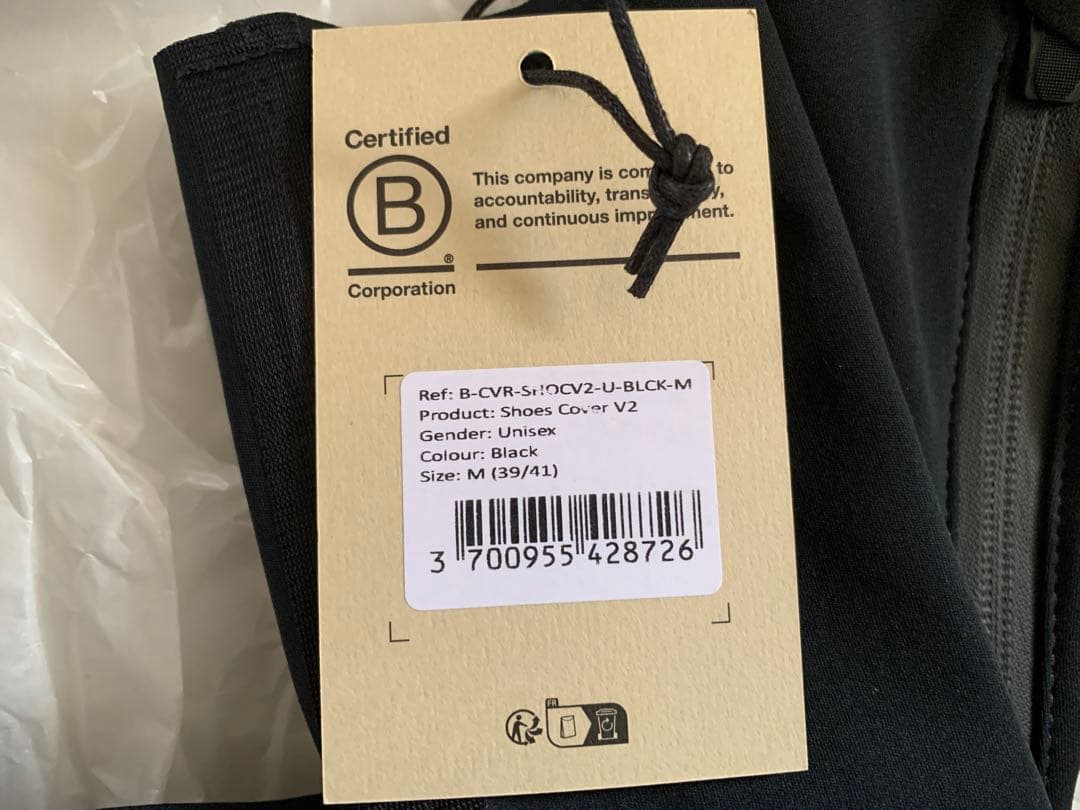 Certified
B
®
Corporation
This company is to
accountability,
and continuous
Ref: B-CVR-SHOCV2-U-BLCK-M
Product: Shoes Cover V2
Gender: Unisex
Colour: Black
Size: M (39/41)
3 700955 428726
FR